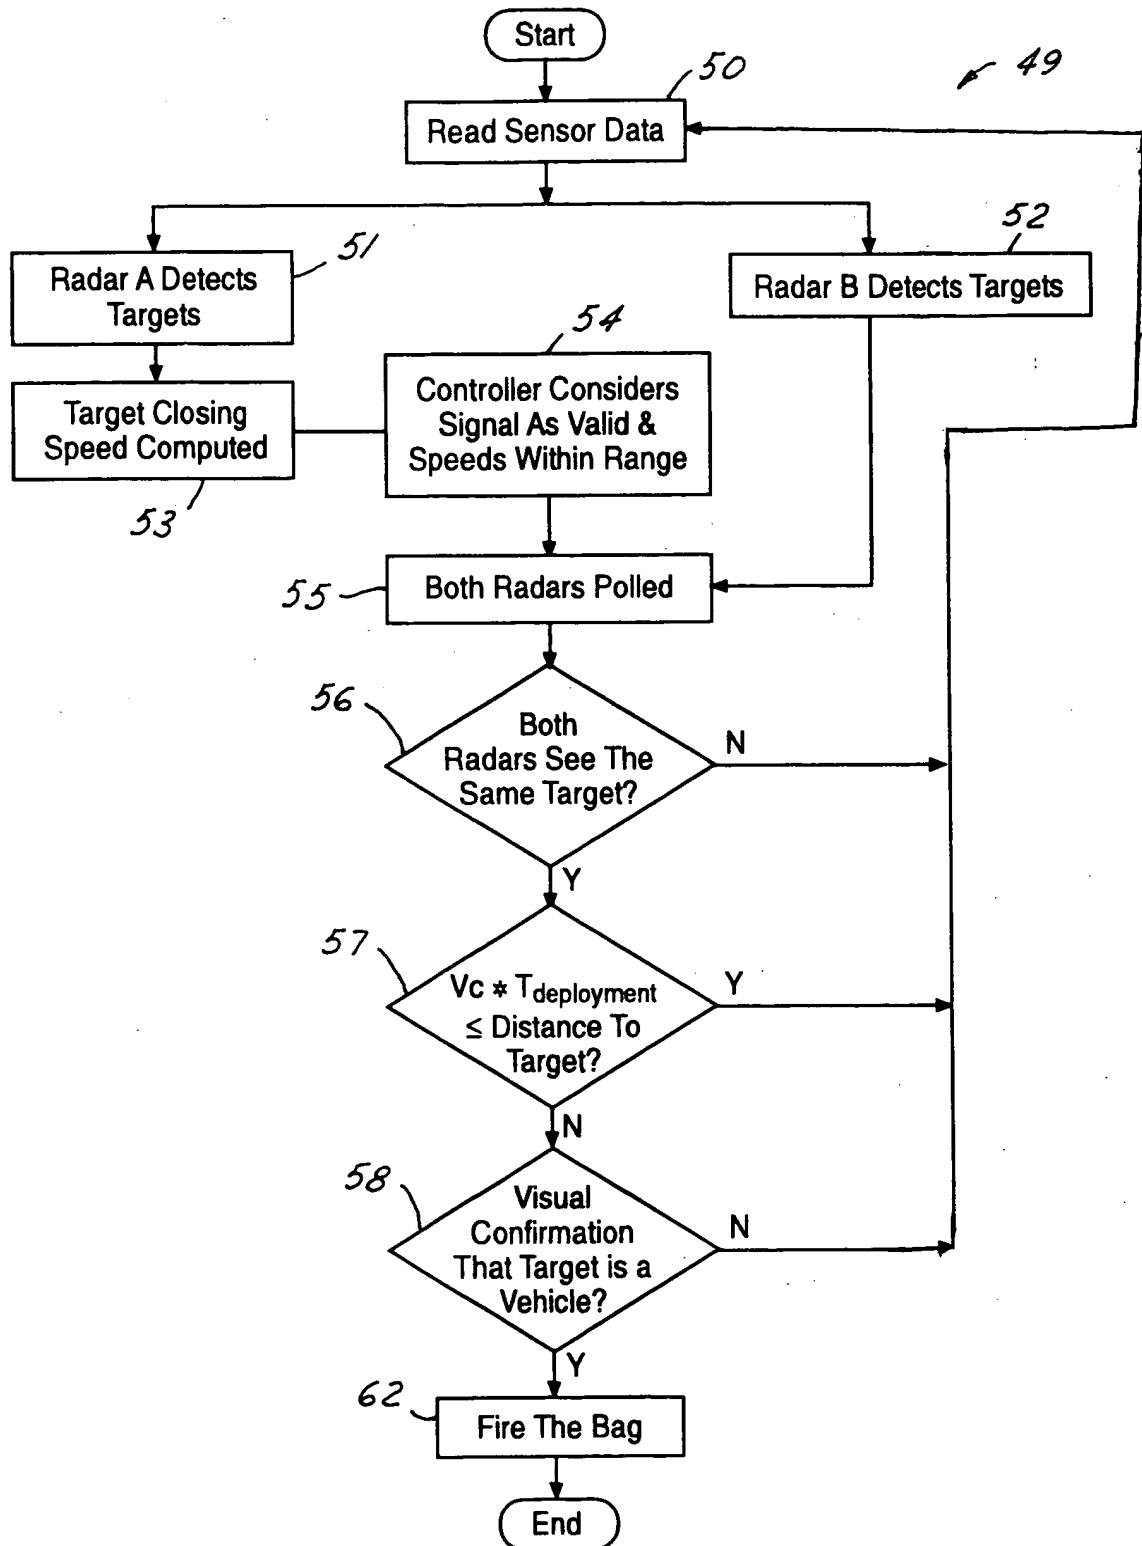 Start
50
49
Read Sensor Data
51
52
Radar A Detects
Targets
Radar B Detects Targets
54
Target Closing
Speed Computed
53
Controller Considers
Signal As Valid &
Speeds Within Range
55
Both Radars Polled
56
Both
Radars See The
Same Target?
N
Y
57
Vc * Tdeployment
≤ Distance To
Target?
Y
N
58
Visual
Confirmation
That Target is a
Vehicle?
N
Y
62
Fire The Bag
End